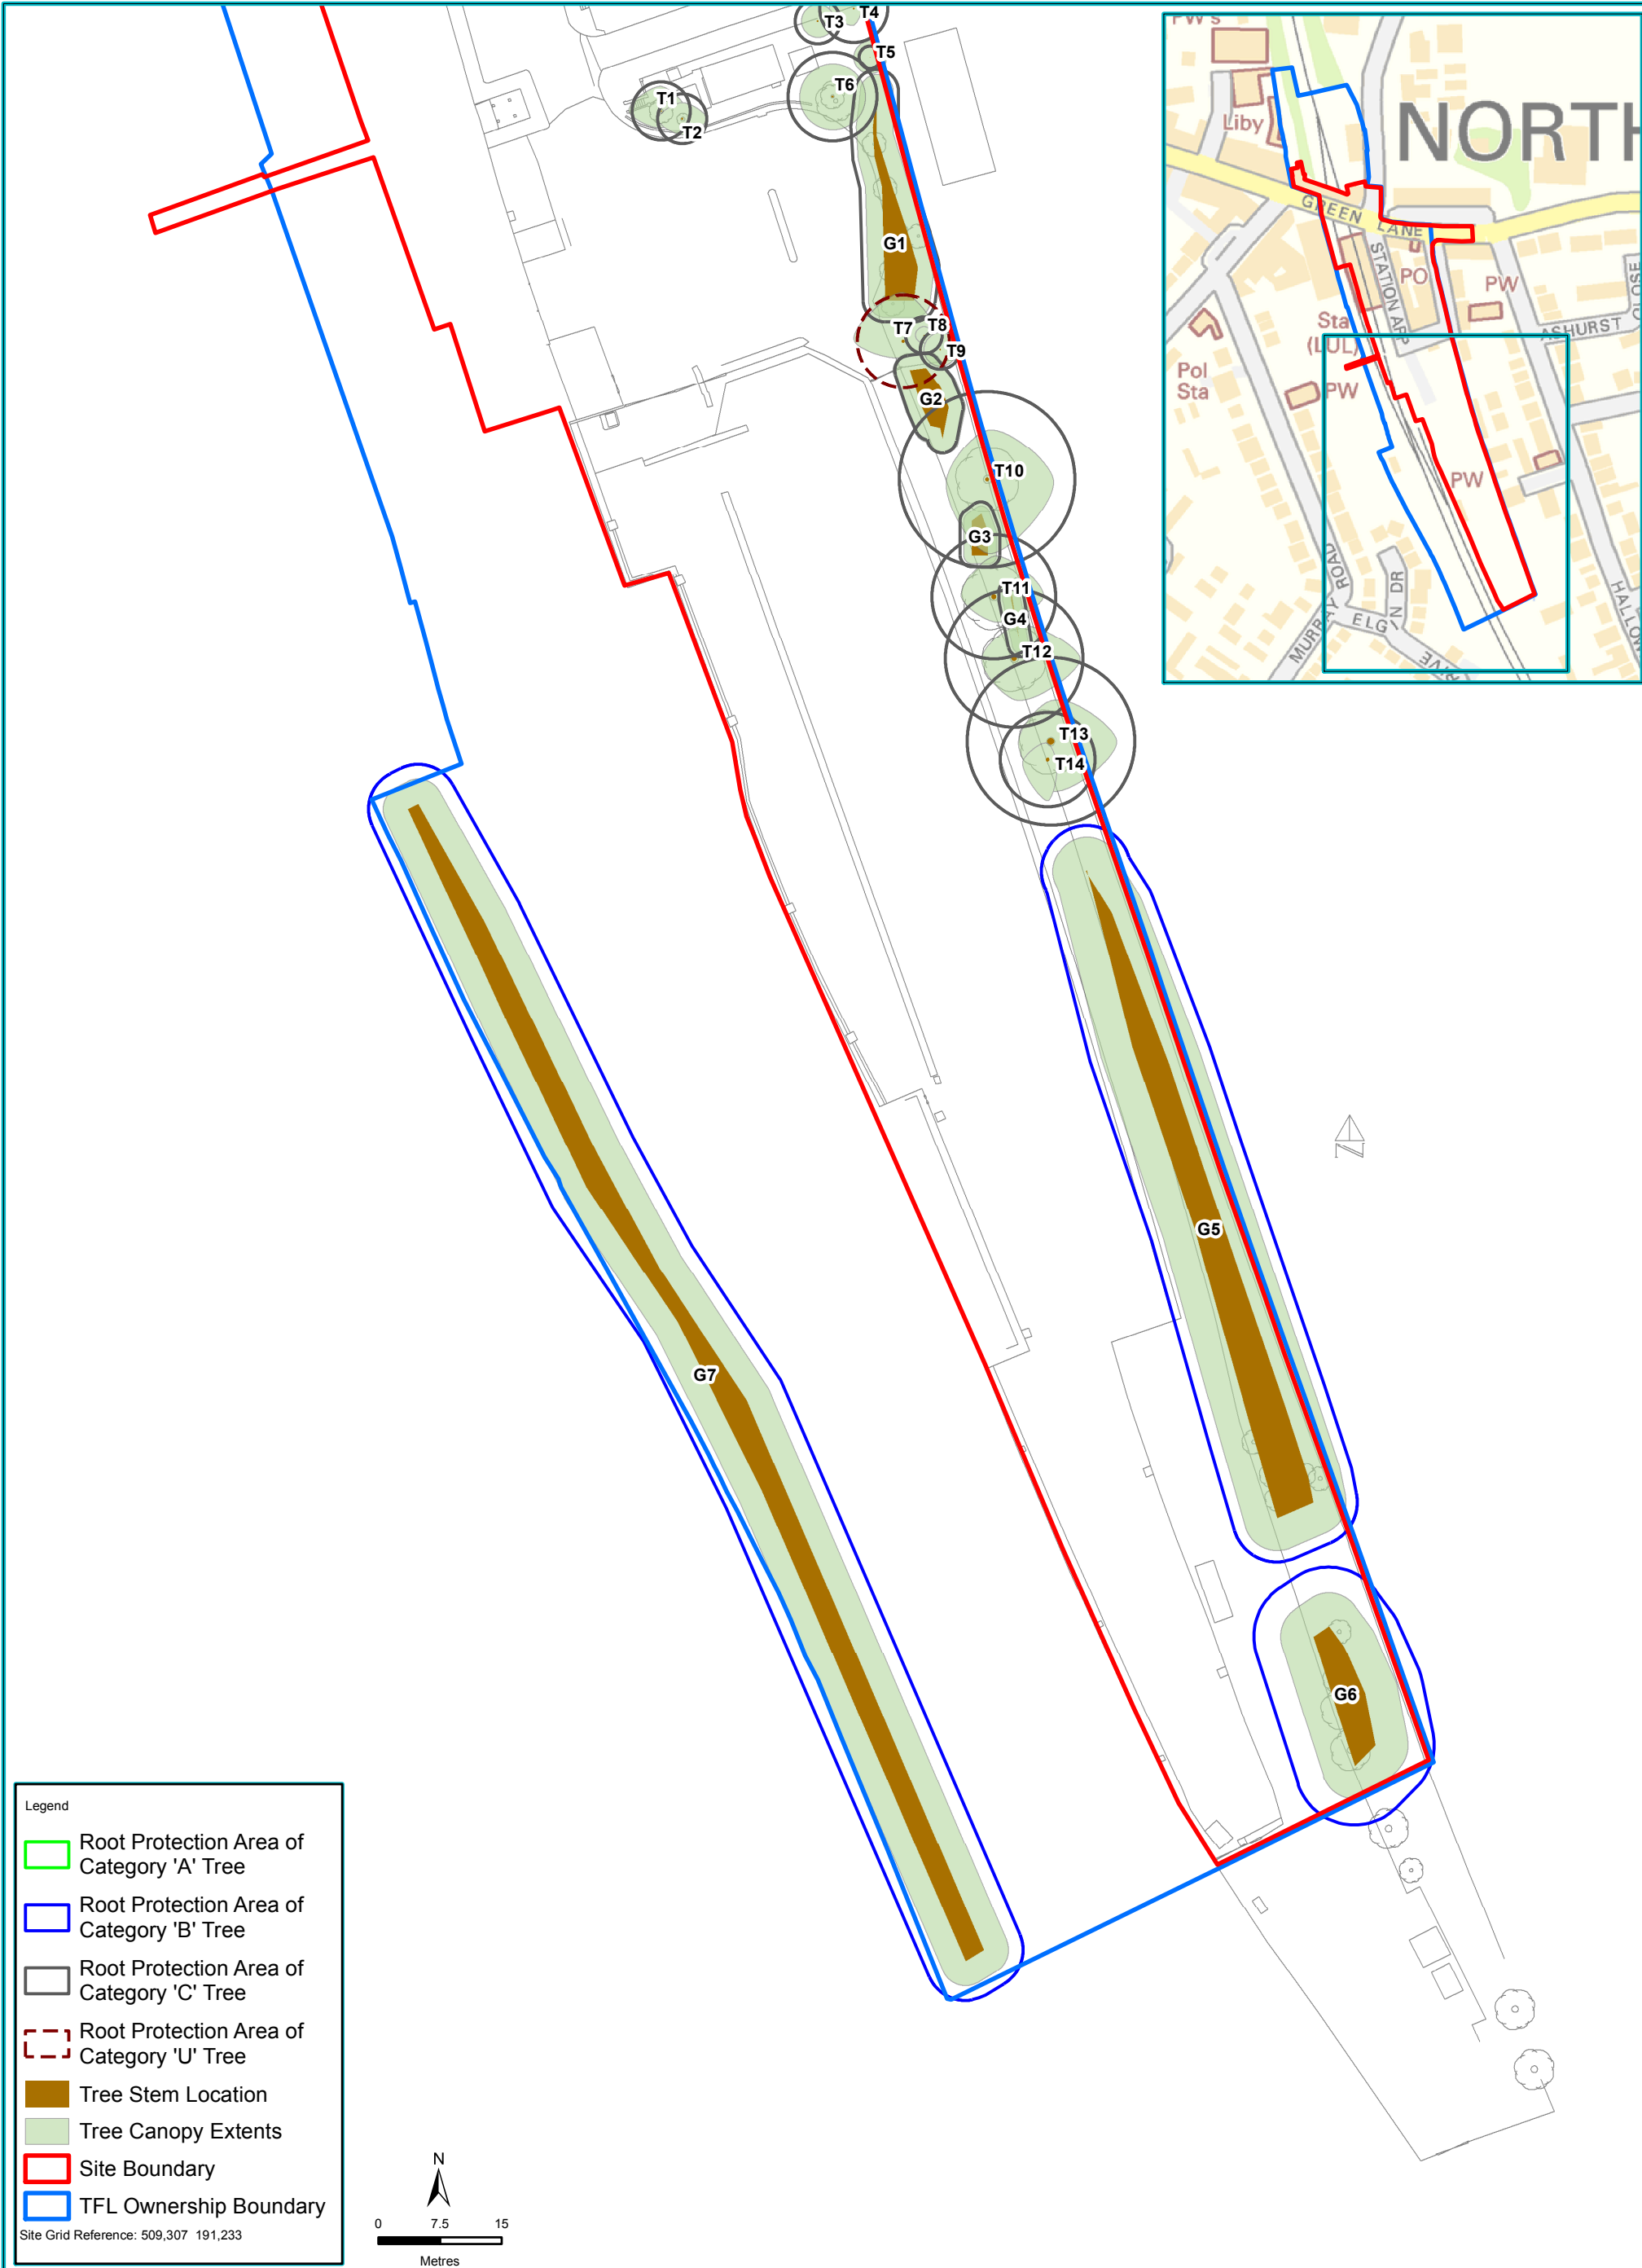 T3
T4
T5
T6
T1
T2
G1
T7
T8
T9
G2
T10
G3
T11
G4
T12
T13
T14
G5
G7
G6
PW's
Liby
NORTH
GREEN LANE
STATION APP
PO
PW
Sta
(LUL)
ASHURST
Pol
Sta
PW
PW
MURRAY ROAD
ELGIN DR
Legend
Root Protection Area of
Category 'A' Tree
Root Protection Area of
Category 'B' Tree
Root Protection Area of
Category 'C' Tree
Root Protection Area of
Category 'U' Tree
Tree Stem Location
Tree Canopy Extents
Site Boundary
TFL Ownership Boundary
Site Grid Reference: 509,307 191,233
N
0 7.5 15
Metres